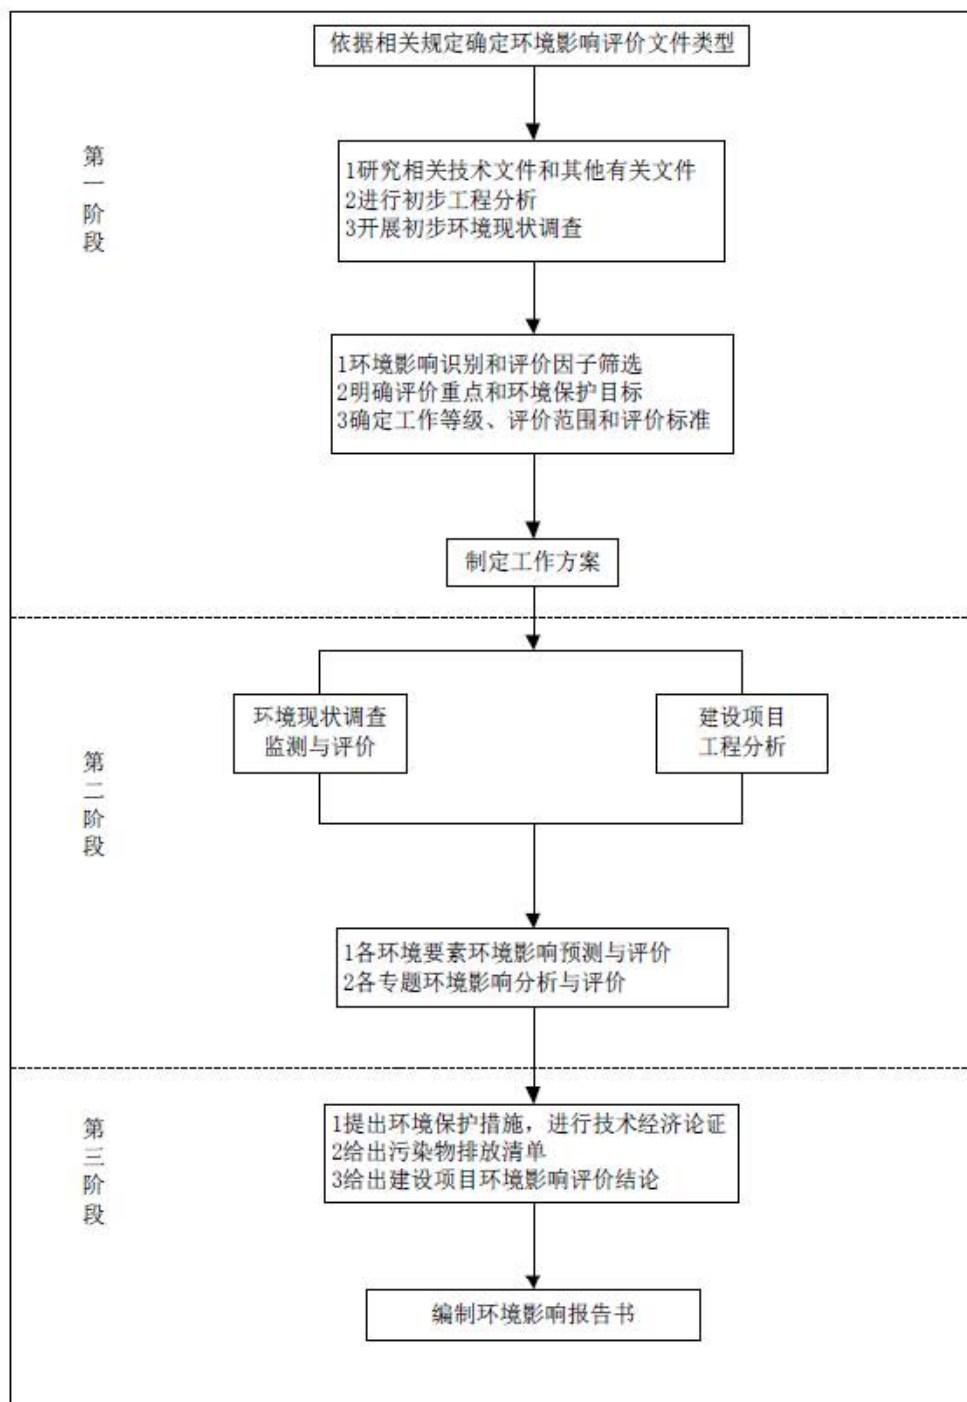 依据相关规定确定环境影响评价文件类型
第一阶段
1研究相关技术文件和其他有关文件
2进行初步工程分析
3开展初步环境现状调查
1环境影响识别和评价因子筛选
2明确评价重点和环境保护目标
3确定工作等级、评价范围和评价标准
制定工作方案
第二阶段
环境现状调查
监测与评价
建设项目
工程分析
1各环境要素环境影响预测与评价
2各专题环境影响分析与评价
第三阶段
1提出环境保护措施，进行技术经济论证
2给出污染物排放清单
3给出建设项目环境影响评价结论
编制环境影响报告书